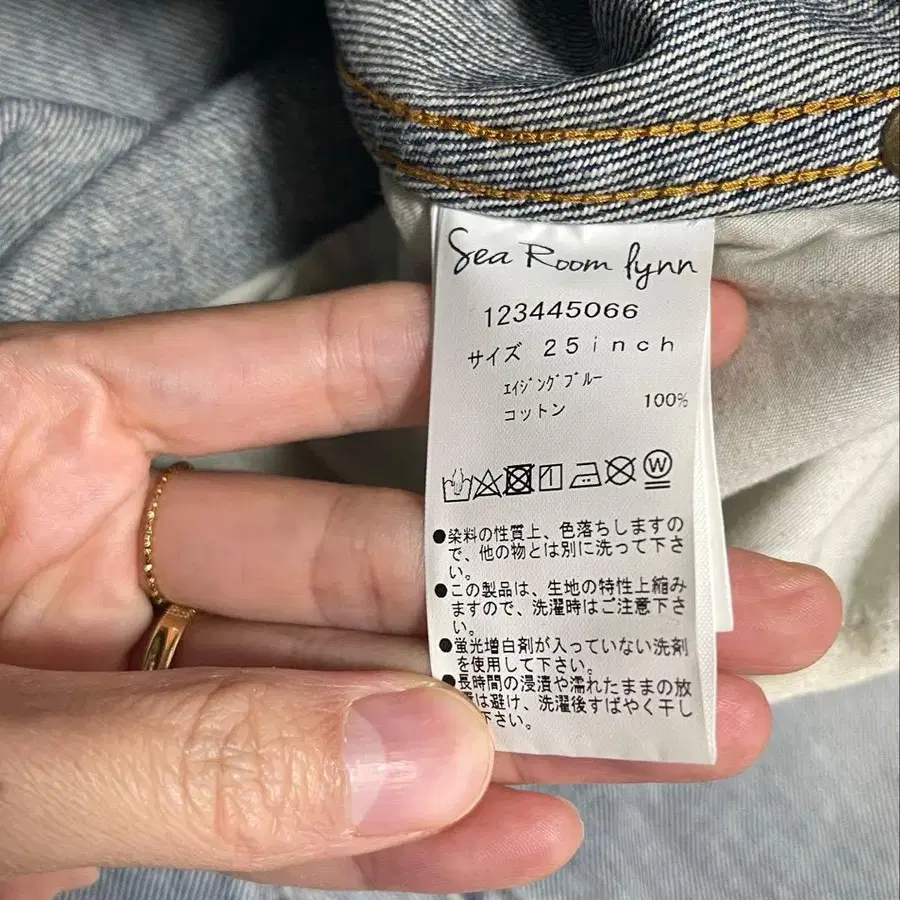 Sea Room lynn
123445066
サイズ 25inch
エイジングブルー
コットン 100%
W
●染料の性質上、色落ちしますの
で、他の物とは別に洗って下さ
い。
●この製品は、生地の特性上縮み
ますので、洗濯時はご注意下さ
い。
●蛍光増白剤が入っていない洗剤
を使用して下さい。
●長時間の浸漬や濡れたままの放
は避け、洗濯後すばやく干し
下さい。